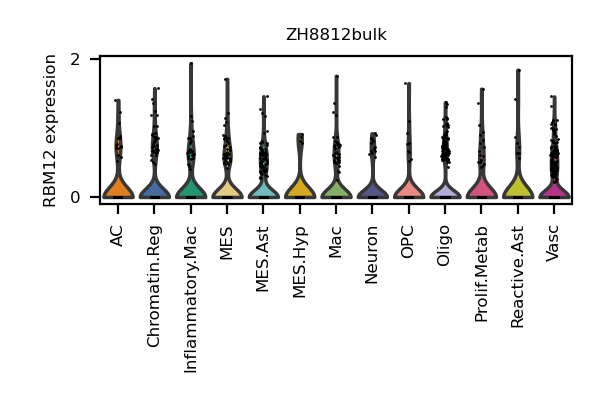 ZH8812bulk
RBM12 expression
2
0
AC
Chromatin.Reg
Inflammatory.Mac
MES
MES.Ast
MES.Hyp
Mac
Neuron
OPC
Oligo
Prolif.Metab
Reactive.Ast
Vasc